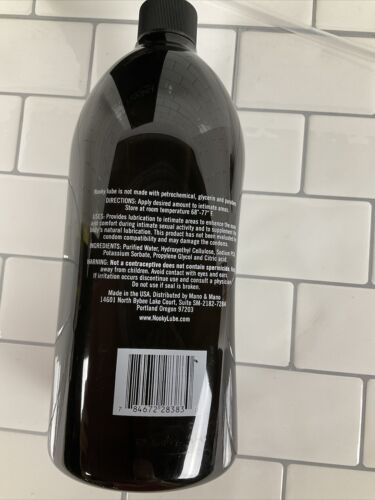 Nooky lube is not made with petrochemical, glycerin and parabens.
DIRECTIONS: Apply desired amount to intimate areas.
Store at room temperature 68°-77° F
USES: Provides lubrication to intimate areas to enhance the ease
and comfort during intimate sexual activity and to supplement the
body's natural lubrication. This product has not been evaluated for
condom compatibility and may damage the condoms.
INGREDIENTS: Purified Water, Hydroxyethyl Cellulose, Sodium PCA,
Potassium Sorbate, Propylene Glycol and Citric acid.
WARNING: Not a contraceptive does not contain spermicide. Keep
away from children. Avoid contact with eyes and ears.
If irritation occurs discontinue use and consult a physician.
Do not use if seal is broken.
Made in the USA. Distributed by Mano & Mano
14601 North Bybee Lake Court, Suite SM-2182-7284
Portland Oregon 97203
www.NookyLube.com
7 84672 28383